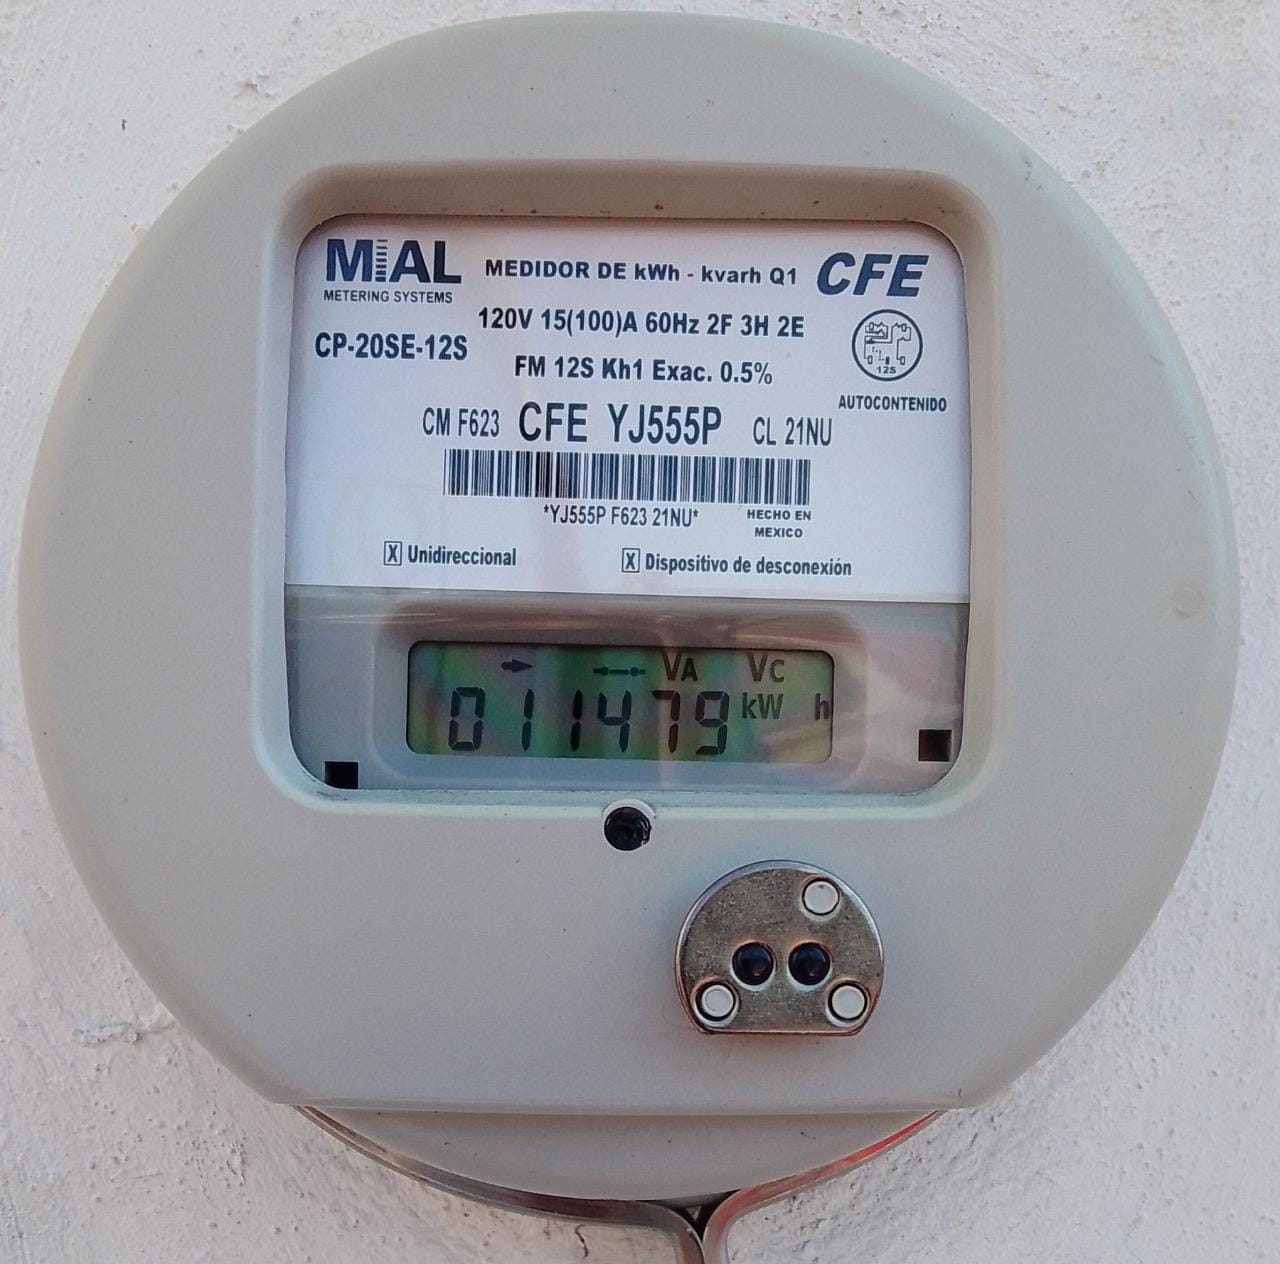 MIAL
METERING SYSTEMS
MEDIDOR DE kWh - kvarh Q1
CFE
120V 15(100)A 60Hz 2F 3H 2E
CP-20SE-12S
FM 12S Kh1 Exac. 0.5%
12S
AUTOCONTENIDO
CM F623 CFE YJ555P CL 21NU
*YJ555P F623 21NU*
HECHO EN
MEXICO
X Unidireccional
X Dispositivo de desconexión
VA VC
011479 kW h